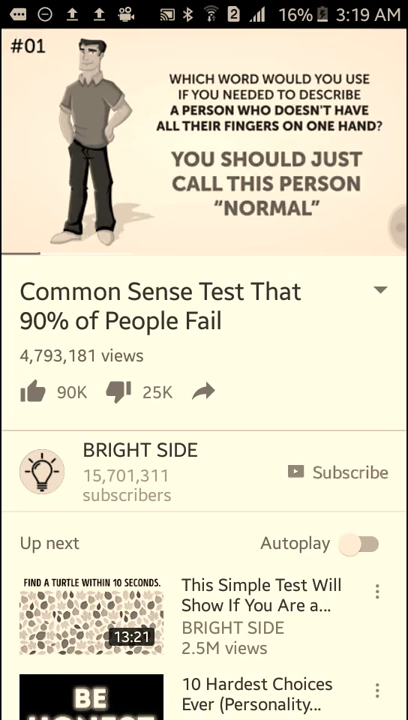 2
16%
3:19 AM
#01
WHICH WORD WOULD YOU USE
IF YOU NEEDED TO DESCRIBE
A PERSON WHO DOESN'T HAVE
ALL THEIR FINGERS ON ONE HAND?
YOU SHOULD JUST
CALL THIS PERSON
“NORMAL”
Common Sense Test That
90% of People Fail
4,793,181 views
90K
25K
BRIGHT SIDE
15,701,311
subscribers
Subscribe
Up next
Autoplay
FIND A TURTLE WITHIN 10 SECONDS.
13:21
This Simple Test Will
Show If You Are a...
BRIGHT SIDE
2.5M views
BE
10 Hardest Choices
Ever (Personality...